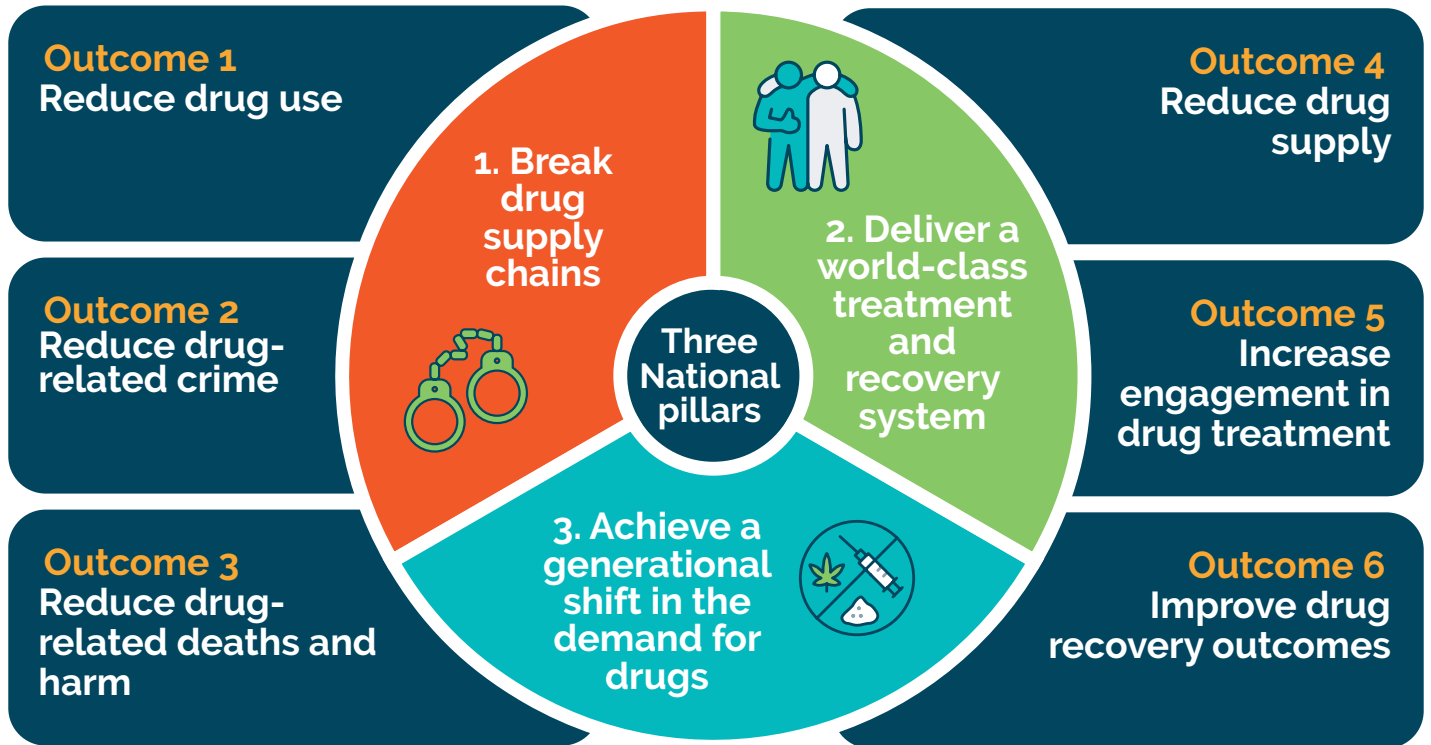 Outcome 1
Reduce drug use
Outcome 2
Reduce drug-
related crime
Outcome 3
Reduce drug-
related deaths and
harm
1. Break
drug
supply
chains
2. Deliver a
world-class
treatment
and
recovery
system
Three
National
pillars
3. Achieve a
generational
shift in the
demand for
drugs
Outcome 4
Reduce drug
supply
Outcome 5
Increase
engagement in
drug treatment
Outcome 6
Improve drug
recovery outcomes